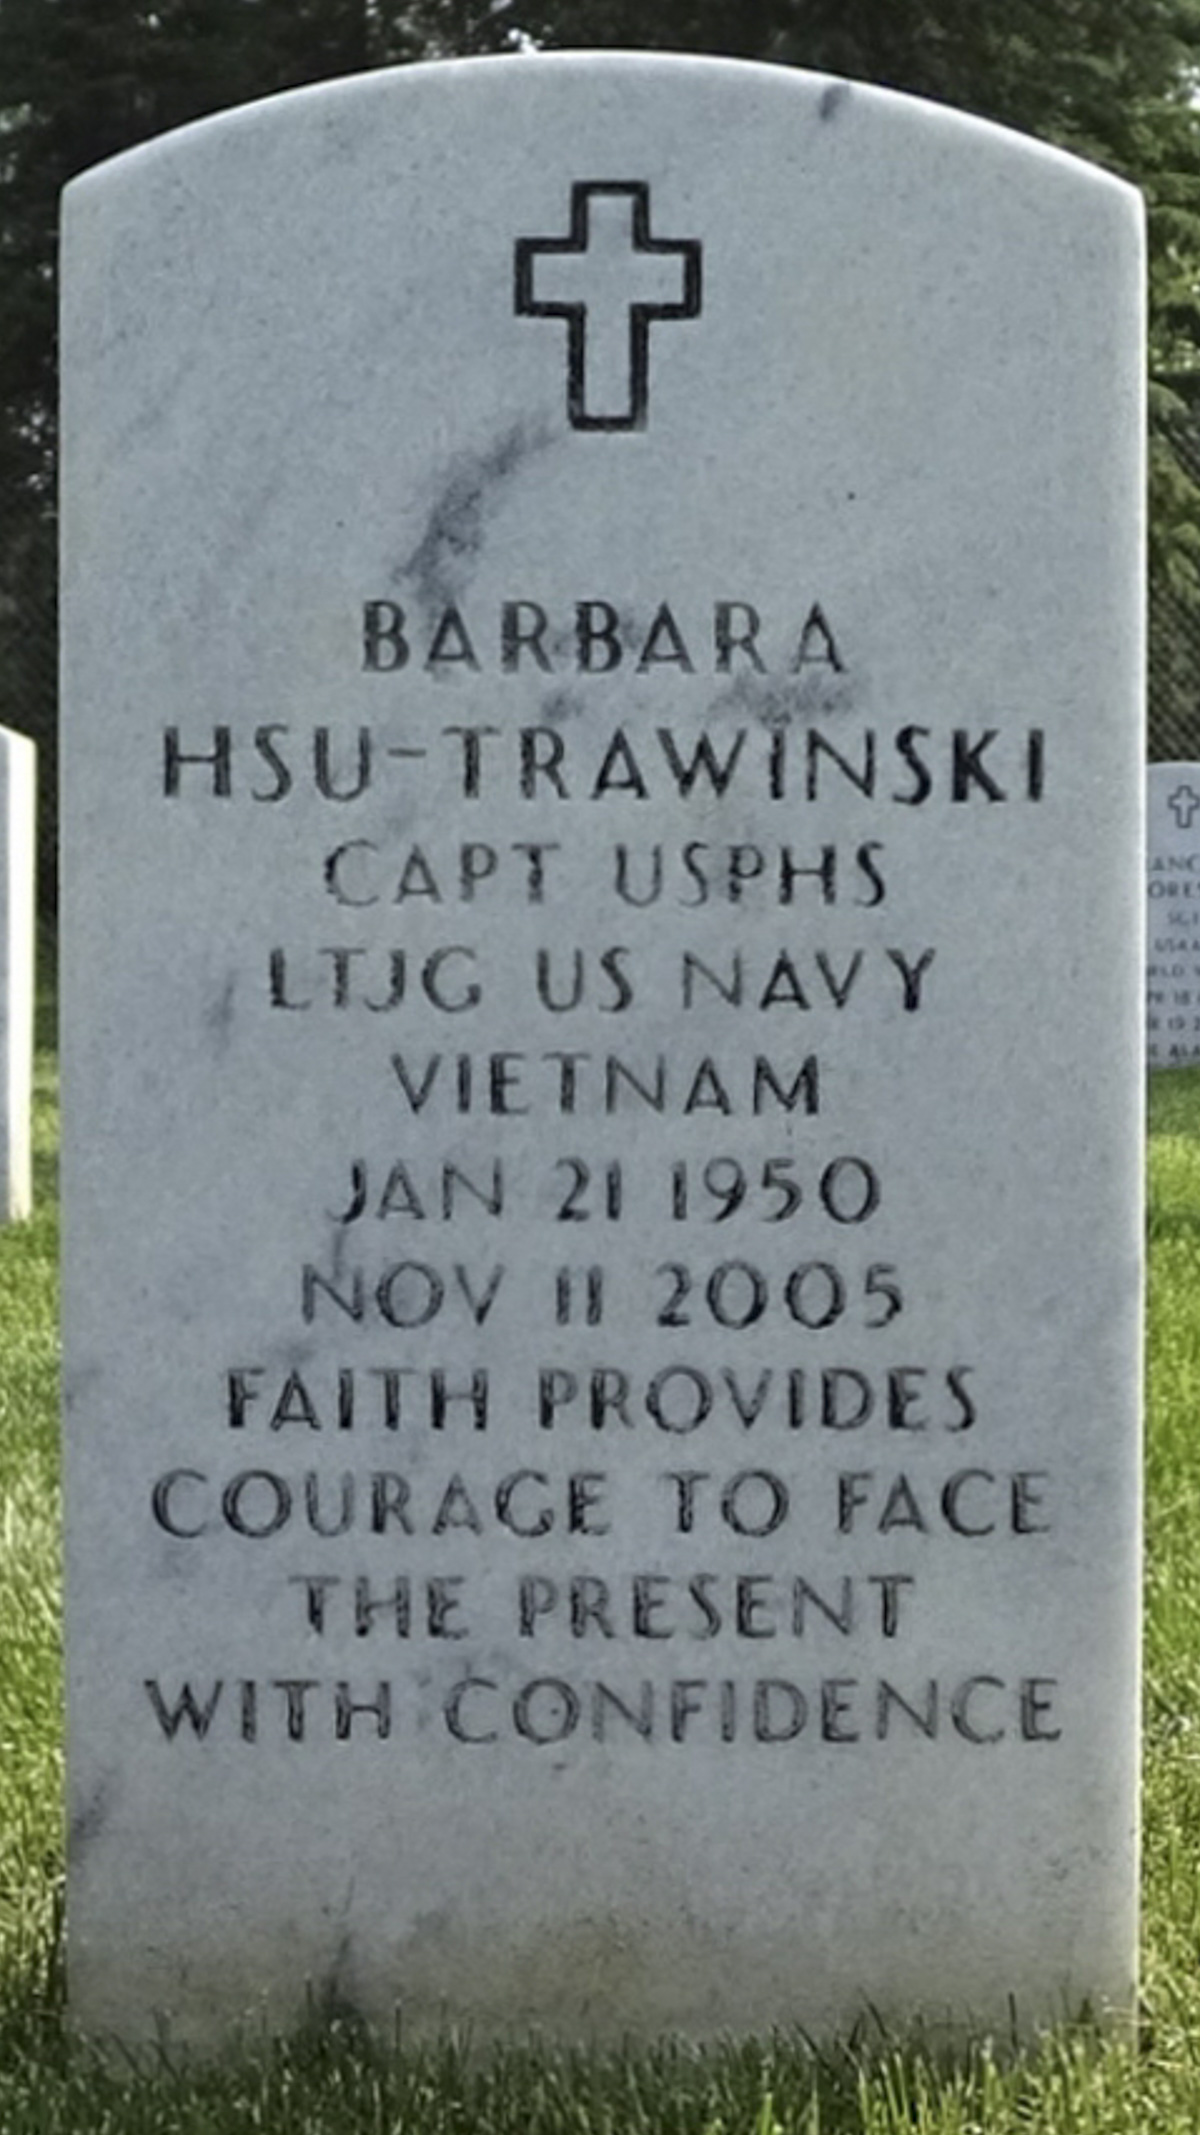 BARBARA
HSU-TRAWINSKI
CAPT USPHS
LTJG US NAVY
VIETNAM
JAN 21 1950
NOV 11 2005
FAITH PROVIDES
COURAGE TO FACE
THE PRESENT
WITH CONFIDENCE